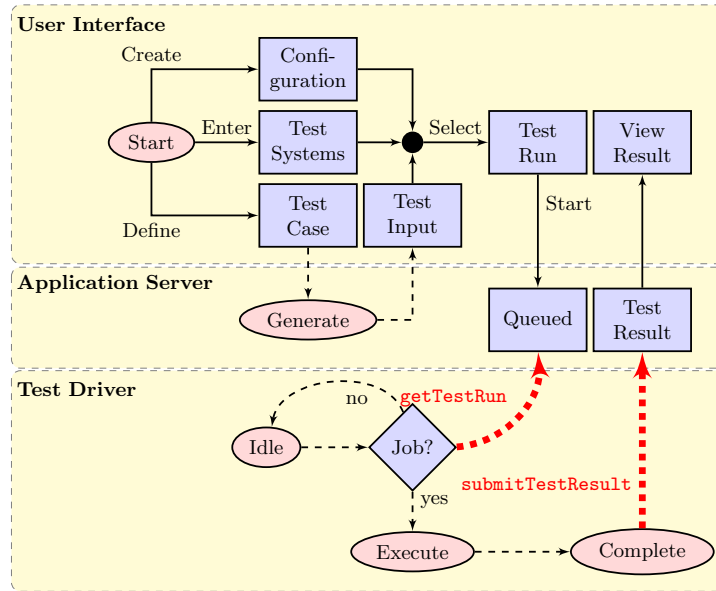 User Interface
Create
Confi-
guration
Start
Enter
Test
Systems
Select
Test
Run
View
Result
Define
Test
Case
Test
Input
Start
Application Server
Generate
Queued
Test
Result
Test Driver
no
getTestRun
Idle
Job?
yes
submitTestResult
Execute
Complete